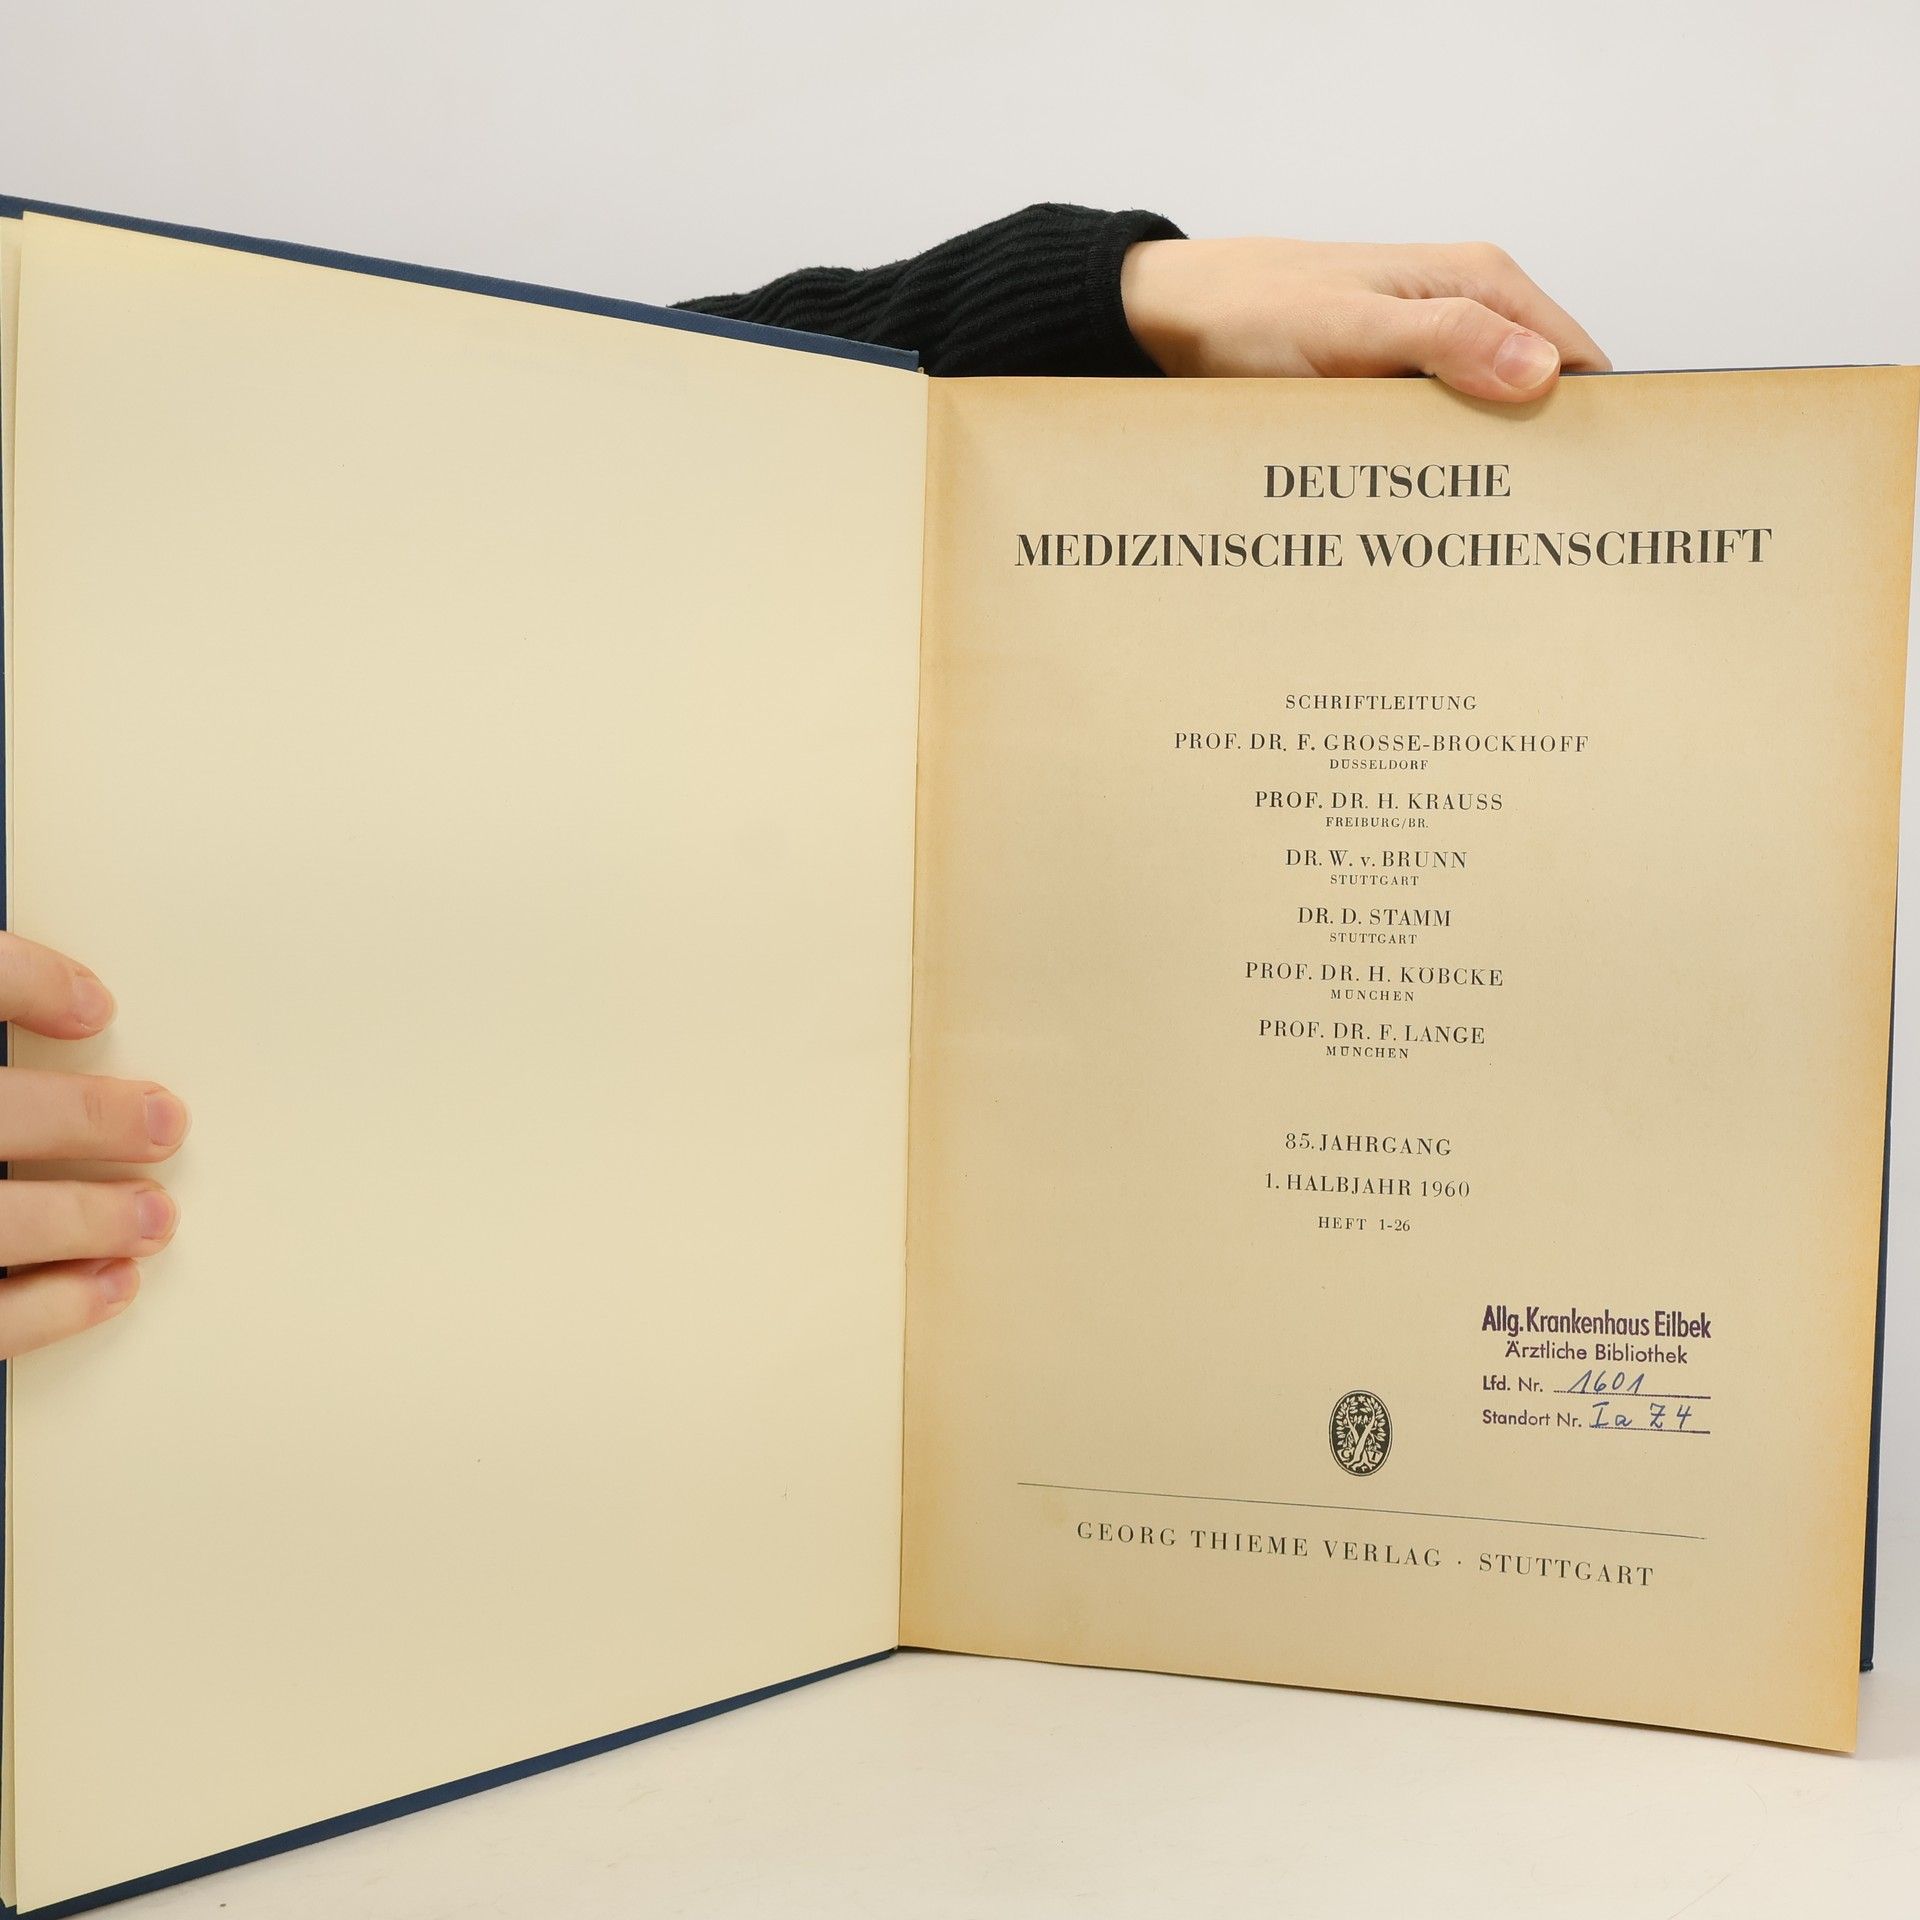 DEUTSCHE
MEDIZINISCHE WOCHENSCHRIFT
SCHRIFTLEITUNG
PROF. DR. F. GROSSE-BROCKHOFF
DÜSSELDORF
PROF. DR. H. KRAUSS
FREIBURG/BR.
DR. W. v. BRUNN
STUTTGART
DR. D. STAMM
STUTTGART
PROF. DR. H. KÖBCKE
MÜNCHEN
PROF. DR. F. LANGE
MÜNCHEN
85. JAHRGANG
1. HALBJAHR 1960
HEFT 1-26
Allg. Krankenhaus Eilbek
Ärztliche Bibliothek
Lfd. Nr. 1601
Standort Nr. I a Z 4
G T
GEORG THIEME VERLAG · STUTTGART